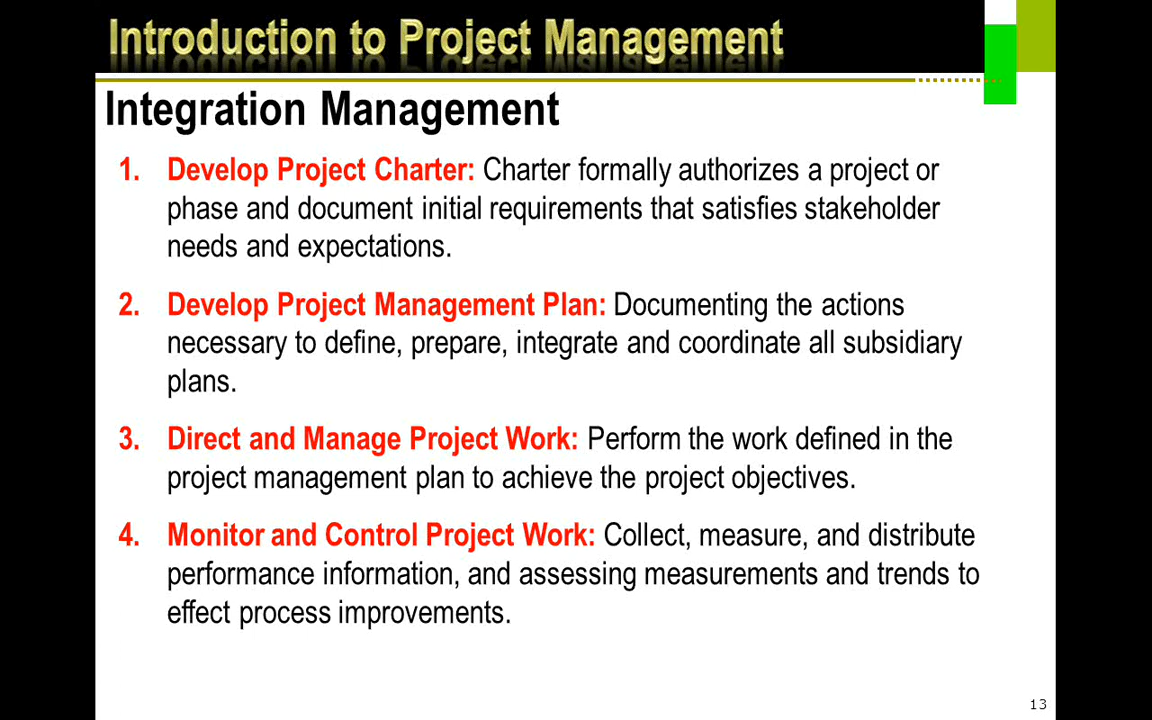 Introduction to Project Management
Integration Management
1. Develop Project Charter: Charter formally authorizes a project or
phase and document initial requirements that satisfies stakeholder
needs and expectations.
2. Develop Project Management Plan: Documenting the actions
necessary to define, prepare, integrate and coordinate all subsidiary
plans.
3. Direct and Manage Project Work: Perform the work defined in the
project management plan to achieve the project objectives.
4. Monitor and Control Project Work: Collect, measure, and distribute
performance information, and assessing measurements and trends to
effect process improvements.
13